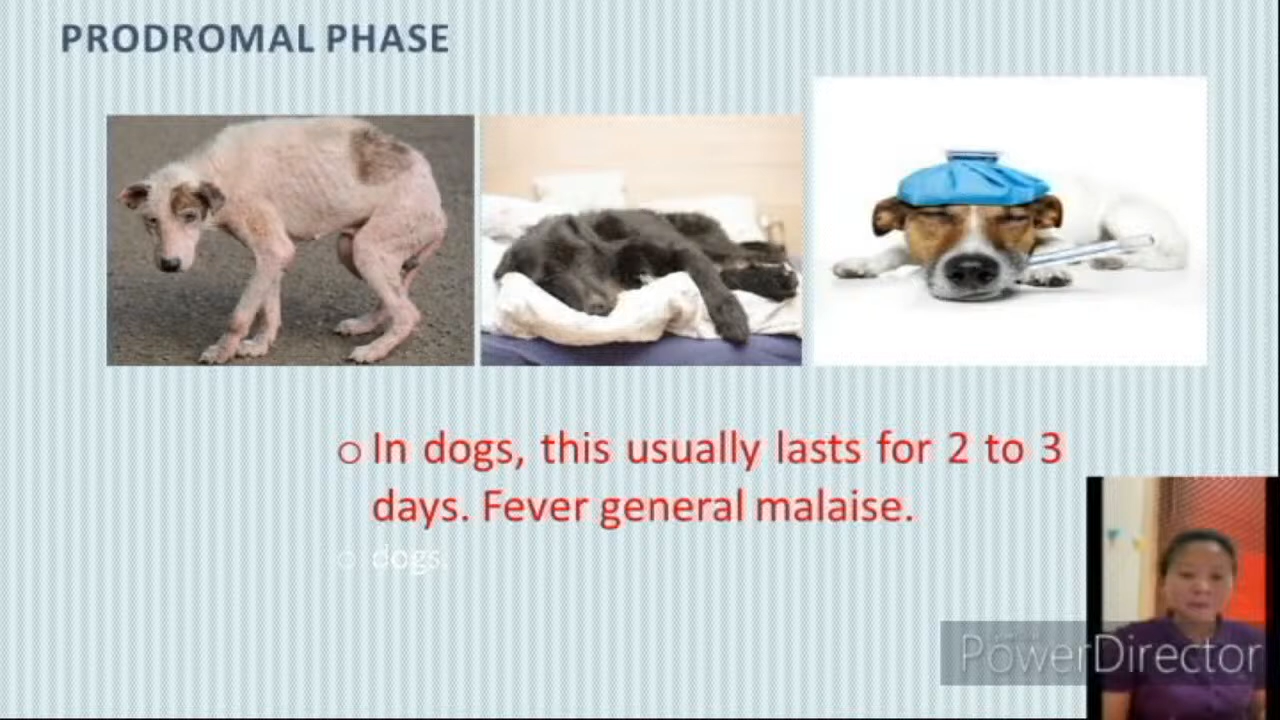 PRODROMAL PHASE
o In dogs, this usually lasts for 2 to 3
days. Fever general malaise.
o dogs.
PowerDirector